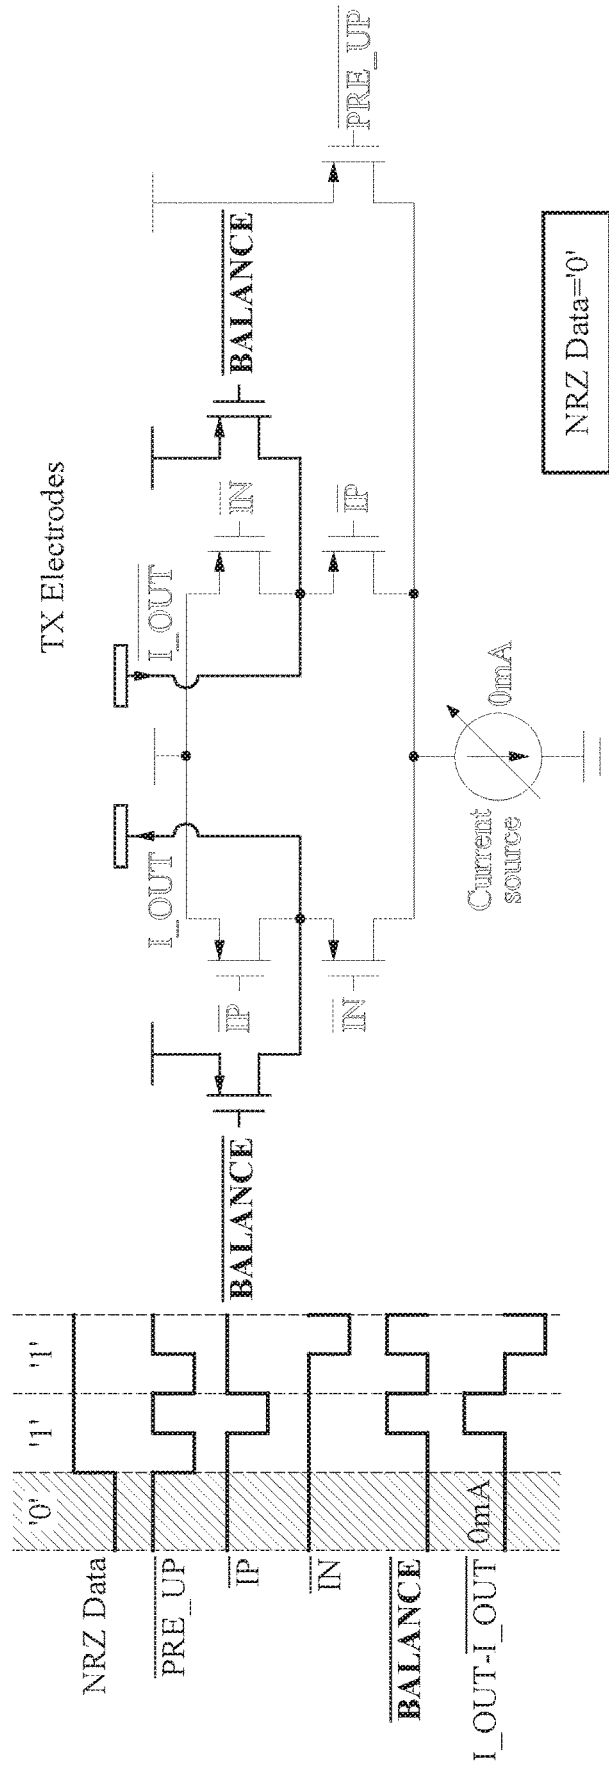 '0' '1' '1'
NRZ Data
PRE_UP
IP
IN
BALANCE
I_OUT-I_OUT 0mA
TX Electrodes
I_OUT
I_OUT
BALANCE
BALANCE
IP
IN
IN
IP
PRE_UP
Current
source
0mA
NRZ Data='0'